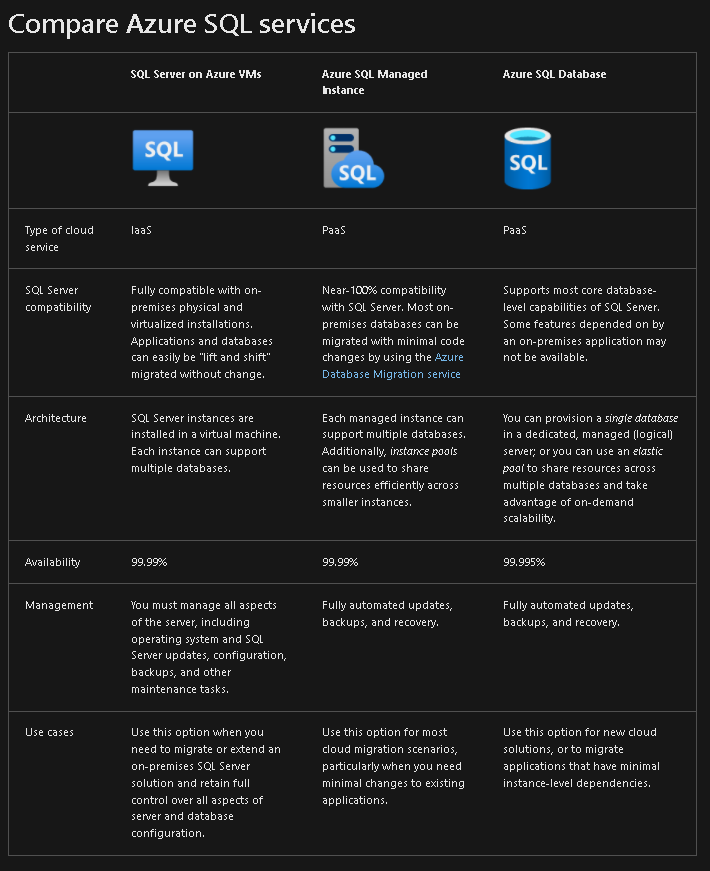 Compare Azure SQL services
SQL Server on Azure VMs
Azure SQL Managed
Instance
Azure SQL Database
SQL
SQL
SQL
Type of cloud
service
IaaS
PaaS
PaaS
SQL Server
compatibility
Fully compatible with on-
premises physical and
virtualized installations.
Applications and databases
can easily be "lift and shift"
migrated without change.
Near-100% compatibility
with SQL Server. Most on-
premises databases can be
migrated with minimal code
changes by using the Azure
Database Migration service
Supports most core database-
level capabilities of SQL Server.
Some features depended on by
an on-premises application may
not be available.
Architecture
SQL Server instances are
installed in a virtual machine.
Each instance can support
multiple databases.
Each managed instance can
support multiple databases.
Additionally, instance pools
can be used to share
resources efficiently across
smaller instances.
You can provision a single database
in a dedicated, managed (logical)
server; or you can use an elastic
pool to share resources across
multiple databases and take
advantage of on-demand
scalability.
Availability
99.99%
99.99%
99.995%
Management
You must manage all aspects
of the server, including
operating system and SQL
Server updates, configuration,
backups, and other
maintenance tasks.
Fully automated updates,
backups, and recovery.
Fully automated updates,
backups, and recovery.
Use cases
Use this option when you
need to migrate or extend an
on-premises SQL Server
solution and retain full
control over all aspects of
server and database
configuration.
Use this option for most
cloud migration scenarios,
particularly when you need
minimal changes to existing
applications.
Use this option for new cloud
solutions, or to migrate
applications that have minimal
instance-level dependencies.